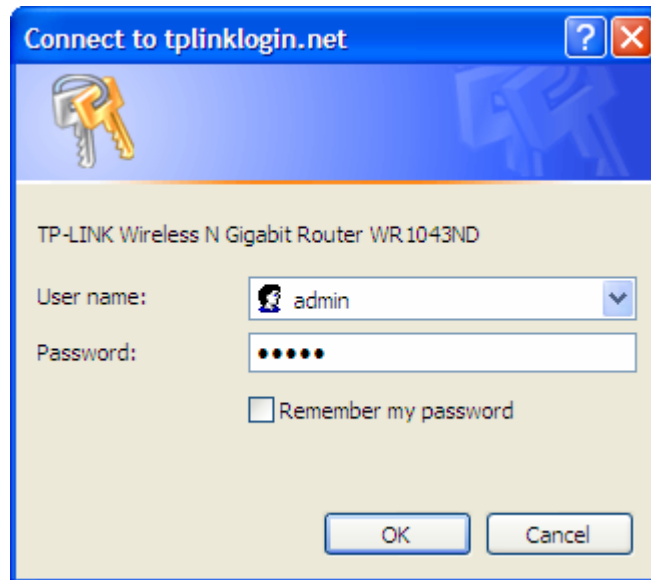 Connect to tplinklogin.net
TP-LINK Wireless N Gigabit Router WR1043ND
User name: admin
Password: •••••
Remember my password
OK Cancel